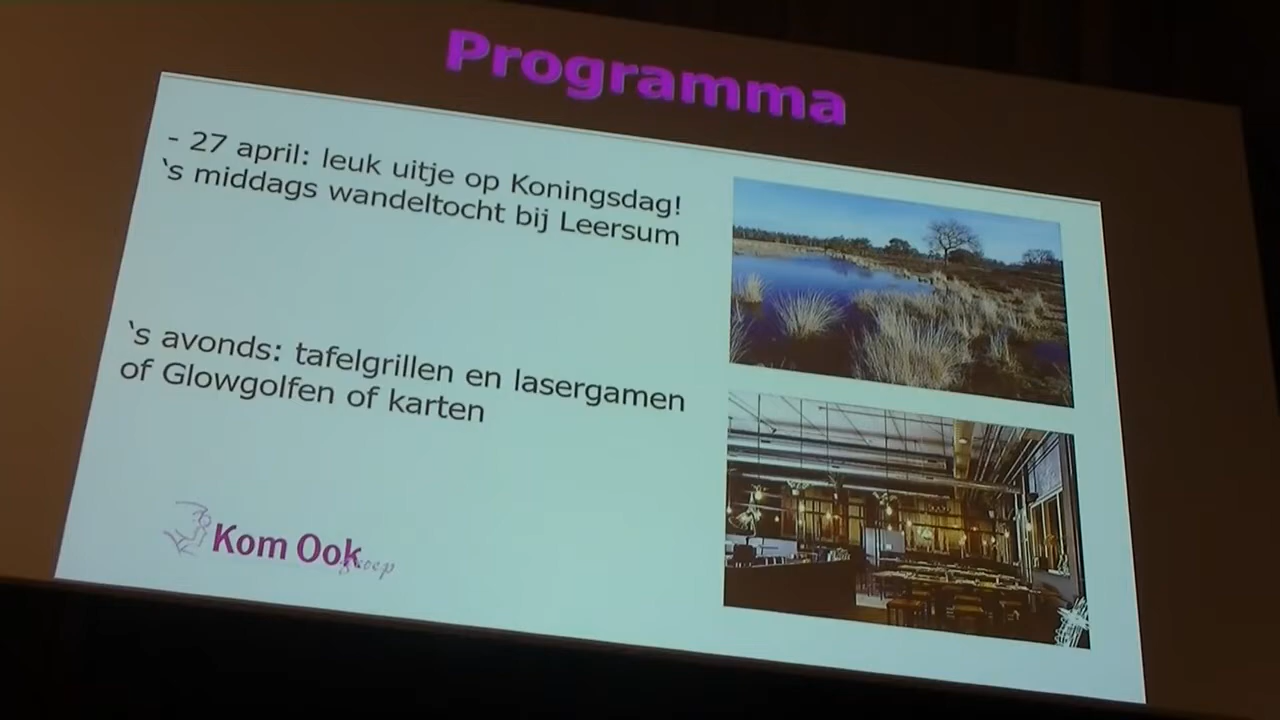 Programma
- 27 april: leuk uitje op Koningsdag!
‘s middags wandeltocht bij Leersum
‘s avonds: tafelgrillen en lasergamen
of Glowgolfen of karten
Kom Ook
groep